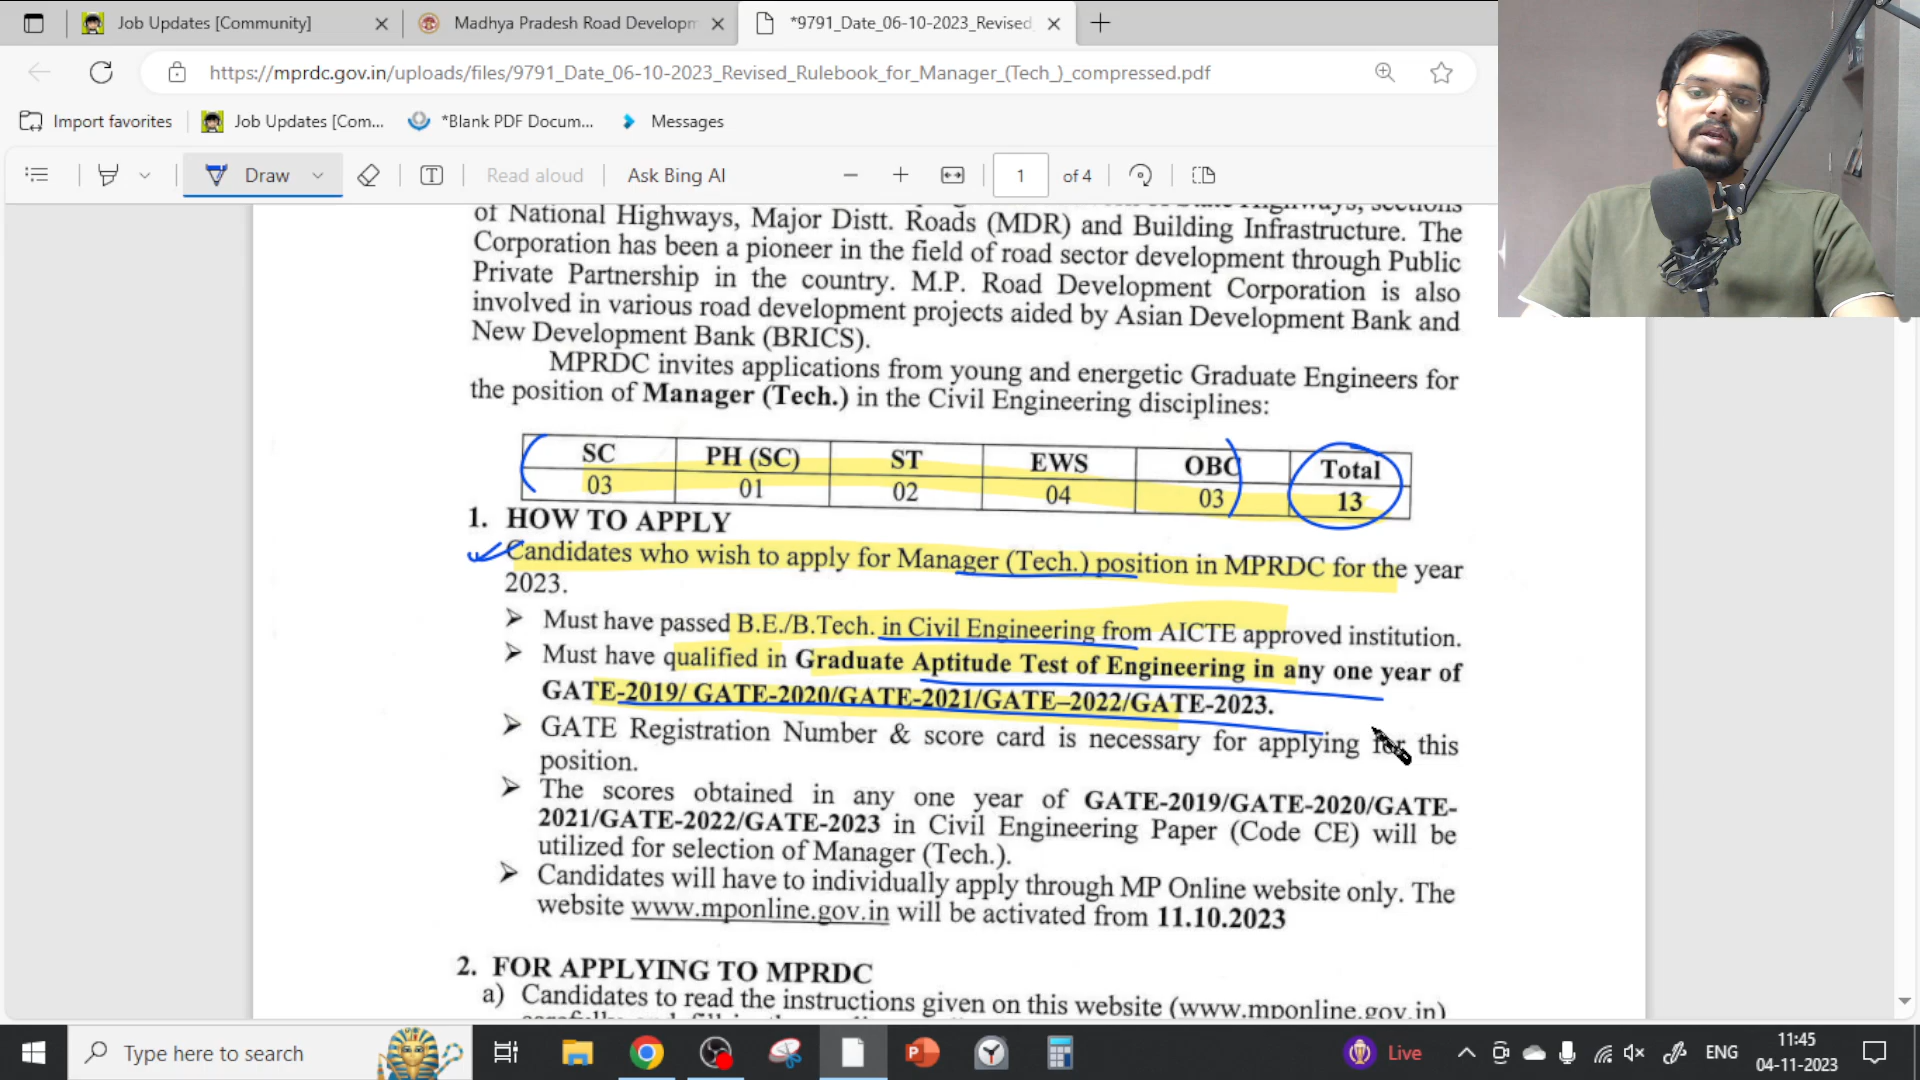 Job Updates [Community]
Madhya Pradesh Road Developm
*9791_Date_06-10-2023_Revised
https://mprdc.gov.in/uploads/files/9791_Date_06-10-2023_Revised_Rulebook_for_Manager_(Tech_)_compressed.pdf
Import favorites
Job Updates [Com...
*Blank PDF Docum...
Messages
Draw
Read aloud
Ask Bing AI
1 of 4
of National Highways, Major Distt. Roads (MDR) and Building Infrastructure. The
Corporation has been a pioneer in the field of road sector development through Public
Private Partnership in the country. M.P. Road Development Corporation is also
involved in various road development projects aided by Asian Development Bank and
New Development Bank (BRICS).
MPRDC invites applications from young and energetic Graduate Engineers for
the position of Manager (Tech.) in the Civil Engineering disciplines:
SC PH (SC) ST EWS OBC Total
03 01 02 04 03 13
1. HOW TO APPLY
Candidates who wish to apply for Manager (Tech.) position in MPRDC for the year
2023.
➢ Must have passed B.E./B.Tech. in Civil Engineering from AICTE approved institution.
➢ Must have qualified in Graduate Aptitude Test of Engineering in any one year of
GATE-2019/ GATE-2020/GATE-2021/GATE–2022/GATE-2023.
➢ GATE Registration Number & score card is necessary for applying for this
position.
➢ The scores obtained in any one year of GATE-2019/GATE-2020/GATE-
2021/GATE-2022/GATE-2023 in Civil Engineering Paper (Code CE) will be
utilized for selection of Manager (Tech.).
➢ Candidates will have to individually apply through MP Online website only. The
website www.mponline.gov.in will be activated from 11.10.2023
2. FOR APPLYING TO MPRDC
a) Candidates to read the instructions given on this website (www.mponline.gov.in)
Type here to search
Live
ENG
11:45
04-11-2023